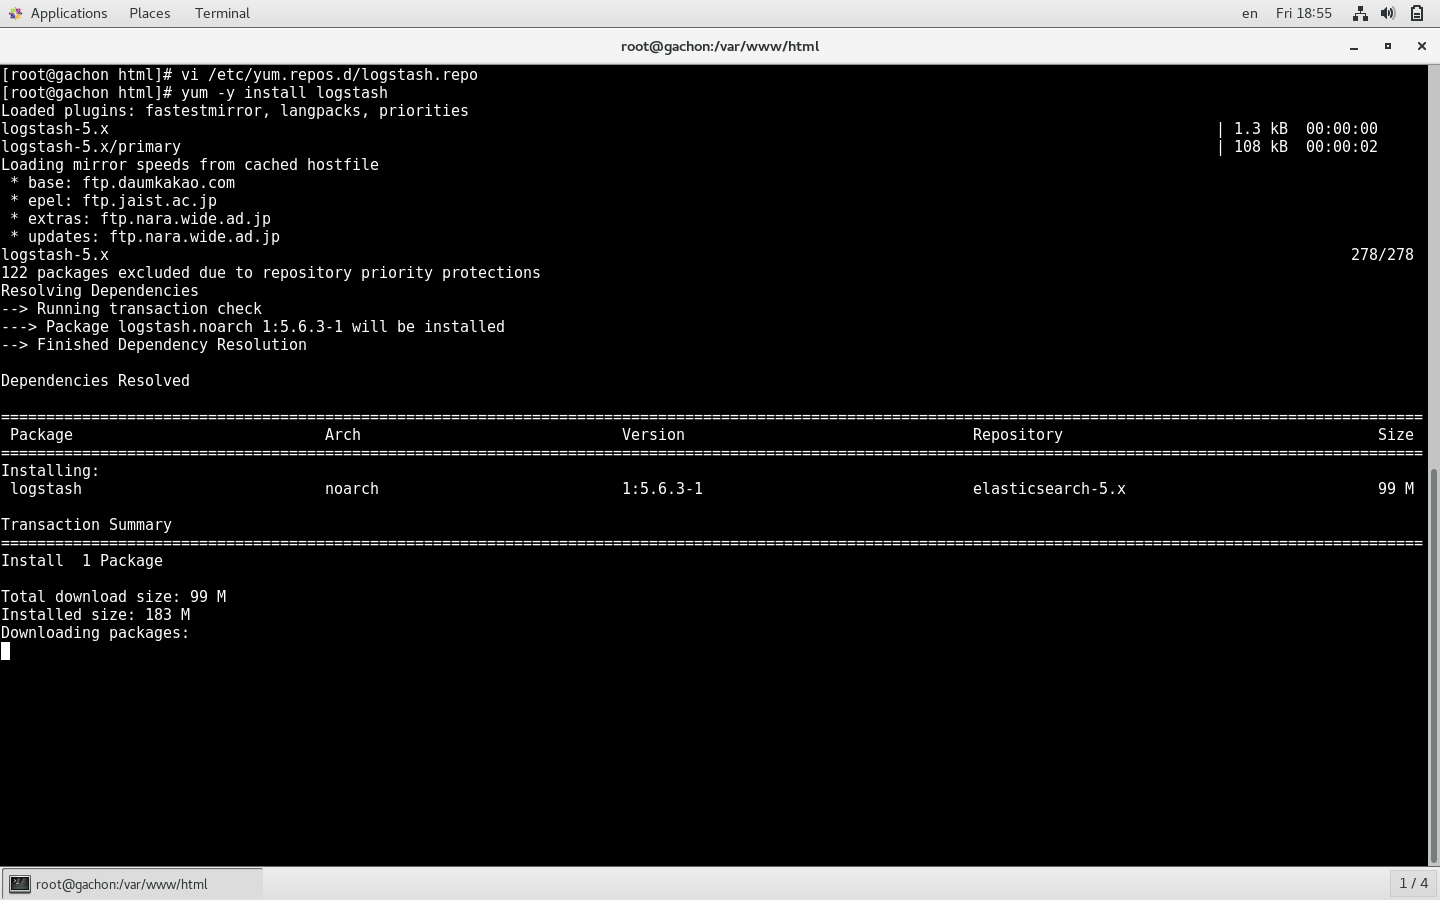 Applications Places Terminal en Fri 18:55
root@gachon:/var/www/html
[root@gachon html]# vi /etc/yum.repos.d/logstash.repo
[root@gachon html]# yum -y install logstash
Loaded plugins: fastestmirror, langpacks, priorities
logstash-5.x | 1.3 kB 00:00:00
logstash-5.x/primary | 108 kB 00:00:02
Loading mirror speeds from cached hostfile
* base: ftp.daumkakao.com
* epel: ftp.jaist.ac.jp
* extras: ftp.nara.wide.ad.jp
* updates: ftp.nara.wide.ad.jp
logstash-5.x 278/278
122 packages excluded due to repository priority protections
Resolving Dependencies
--> Running transaction check
---> Package logstash.noarch 1:5.6.3-1 will be installed
--> Finished Dependency Resolution
Dependencies Resolved
================================================================================
Package Arch Version Repository Size
================================================================================
Installing:
logstash noarch 1:5.6.3-1 elasticsearch-5.x 99 M
Transaction Summary
================================================================================
Install 1 Package
Total download size: 99 M
Installed size: 183 M
Downloading packages:
root@gachon:/var/www/html 1 / 4